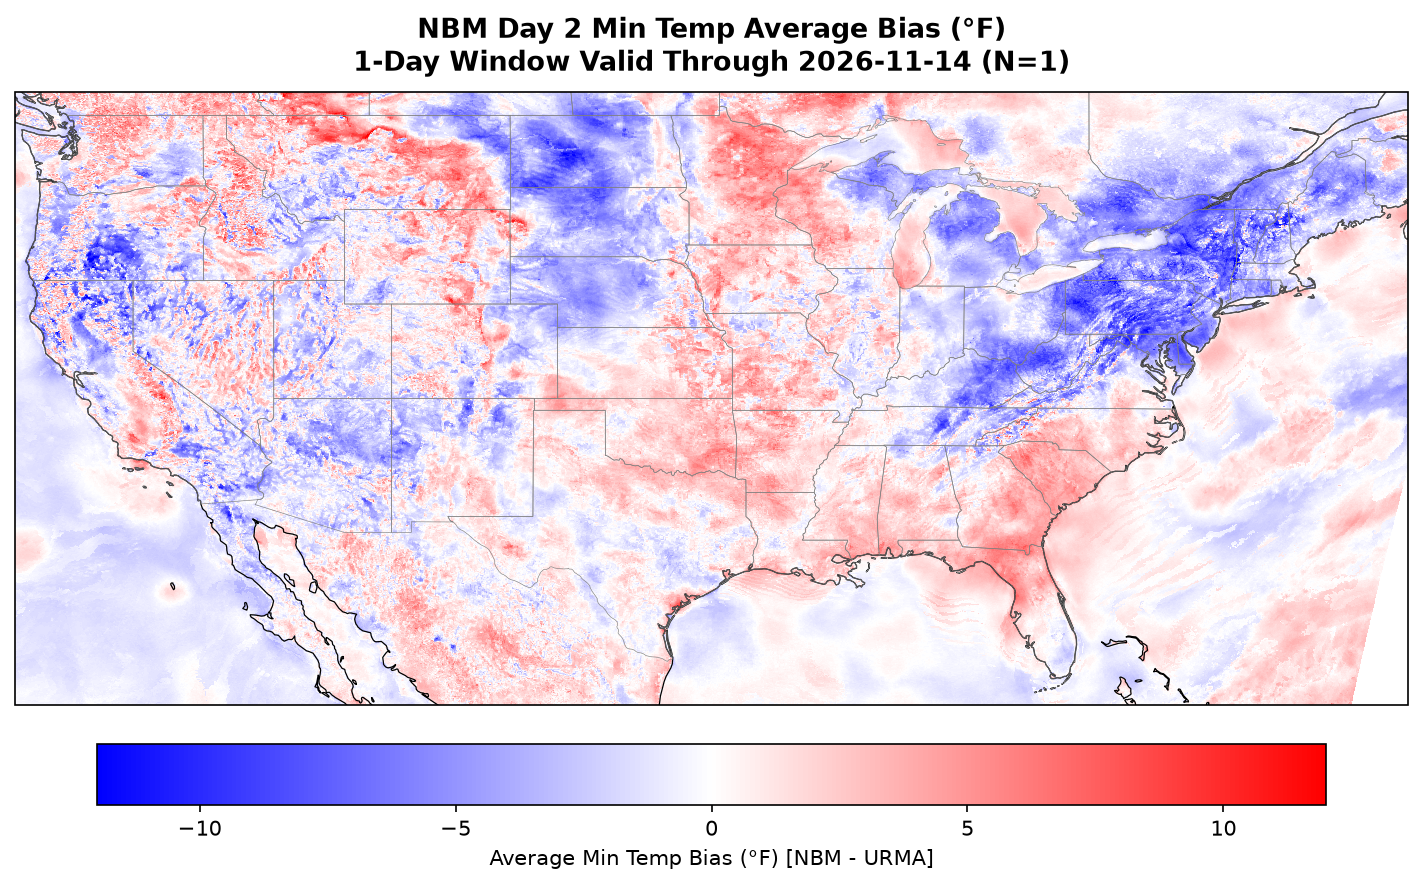 NBM Day 2 Min Temp Average Bias (°F)
1-Day Window Valid Through 2026-11-14 (N=1)
−10 −5 0 5 10
Average Min Temp Bias (°F) [NBM - URMA]